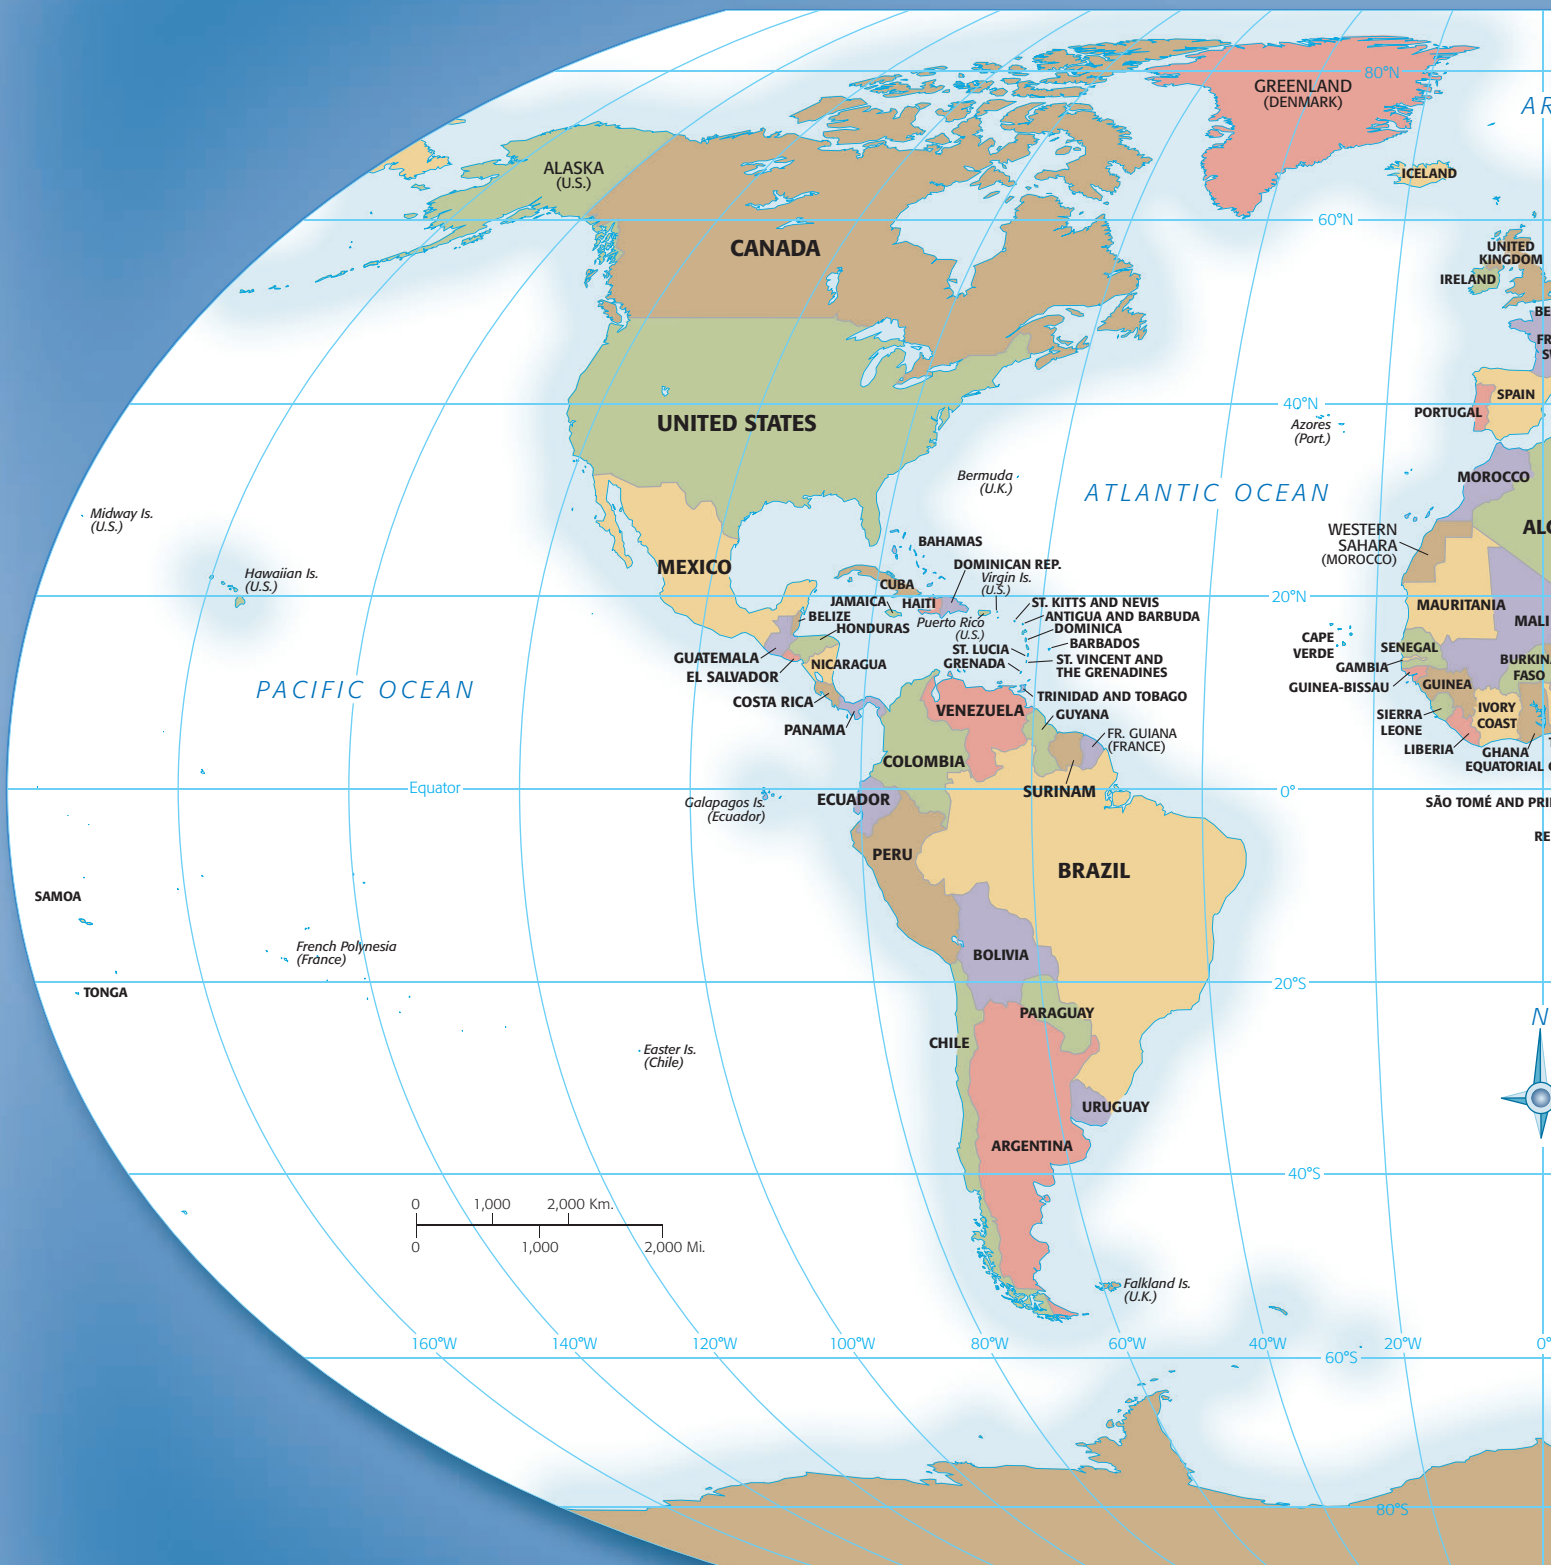 80°N
GREENLAND
(DENMARK)
AR
ALASKA
(U.S.)
ICELAND
60°N
CANADA
UNITED
KINGDOM
IRELAND
BE
FR
SW
SPAIN
40°N
PORTUGAL
Azores
(Port.)
UNITED STATES
Bermuda
(U.K.)
MOROCCO
ATLANTIC OCEAN
Midway Is.
(U.S.)
WESTERN
SAHARA
(MOROCCO)
ALG
BAHAMAS
MEXICO
DOMINICAN REP.
Virgin Is.
(U.S.)
Hawaiian Is.
(U.S.)
CUBA
20°N
JAMAICA
HAITI
ST. KITTS AND NEVIS
MAURITANIA
BELIZE
Puerto Rico
(U.S.)
ANTIGUA AND BARBUDA
MALI
HONDURAS
DOMINICA
BARBADOS
CAPE
VERDE
SENEGAL
GUATEMALA
ST. LUCIA
GRENADA
ST. VINCENT AND
THE GRENADINES
GAMBIA
BURKINA
FASO
EL SALVADOR
NICARAGUA
GUINEA-BISSAU
GUINEA
PACIFIC OCEAN
COSTA RICA
TRINIDAD AND TOBAGO
VENEZUELA
GUYANA
SIERRA
LEONE
IVORY
COAST
PANAMA
FR. GUIANA
(FRANCE)
LIBERIA
GHANA
COLOMBIA
EQUATORIAL G
Equator
SURINAM
0°
Galapagos Is.
(Ecuador)
ECUADOR
SÃO TOMÉ AND PRI
RE
PERU
BRAZIL
SAMOA
French Polynesia
(France)
BOLIVIA
20°S
TONGA
PARAGUAY
N
CHILE
Easter Is.
(Chile)
URUGUAY
ARGENTINA
40°S
0 1,000 2,000 Km.
0 1,000 2,000 Mi.
Falkland Is.
(U.K.)
160°W 140°W 120°W 100°W 80°W 60°W 40°W 20°W 0°
60°S
80°S